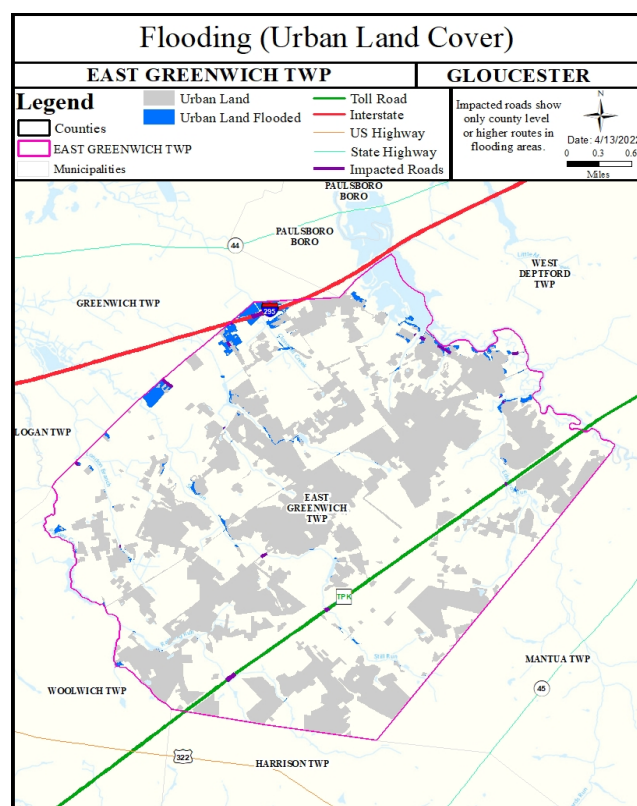 Flooding (Urban Land Cover)
EAST GREENWICH TWP
GLOUCESTER
Legend
Counties
EAST GREENWICH TWP
Municipalities
Urban Land
Urban Land Flooded
Toll Road
Interstate
US Highway
State Highway
Impacted Roads
Impacted roads show
only county level
or higher routes in
flooding areas.
N
Date: 4/13/2022
0 0.3 0.6
Miles
PAULSBORO
BORO
PAULSBORO
BORO
44
WEST
DEPTFORD
TWP
GREENWICH TWP
295
LOGAN TWP
EAST
GREENWICH
TWP
TPK
Still Run
MANTUA TWP
WOOLWICH TWP
45
322
HARRISON TWP